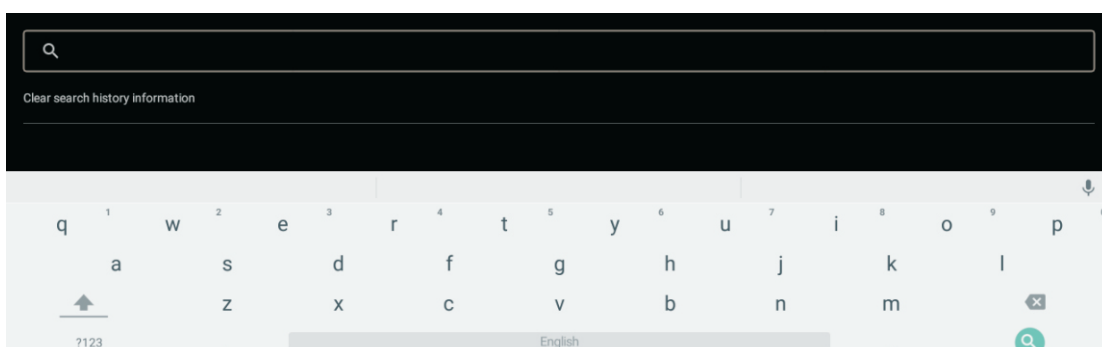 Clear search history information
q 1 w 2 e 3 r 4 t 5 y 6 u 7 i 8 o 9 p
a s d f g h j k l
z x c v b n m
?123 English